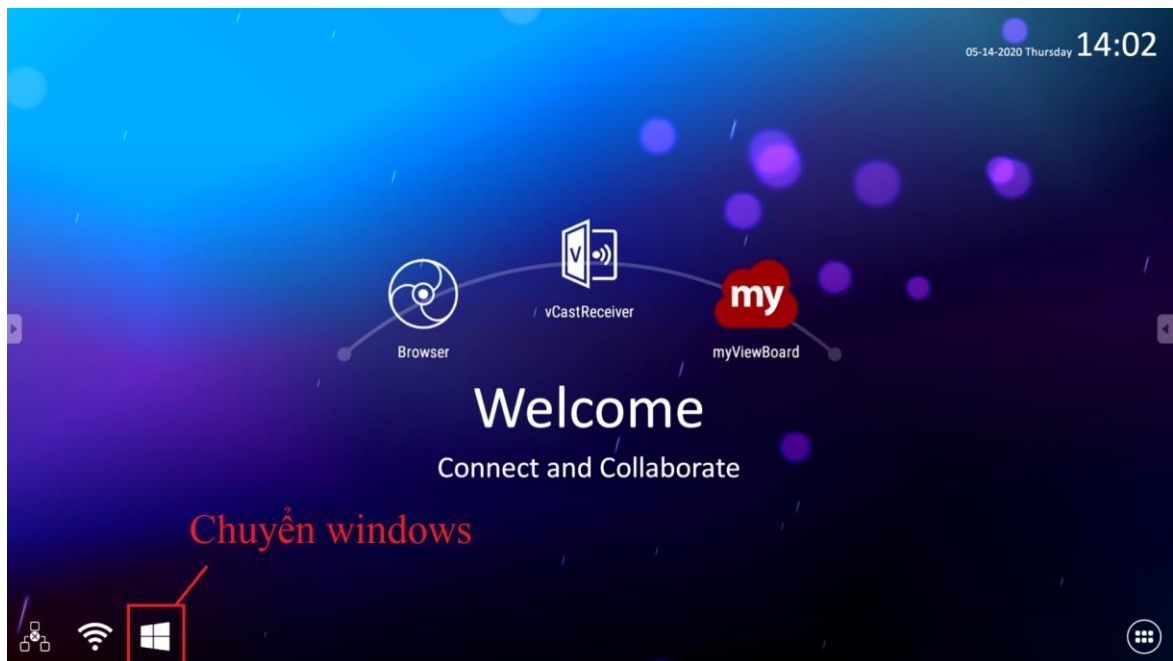 05-14-2020 Thursday 14:02
V
vCastReceiver
my
Browser
myViewBoard
Welcome
Connect and Collaborate
Chuyển windows